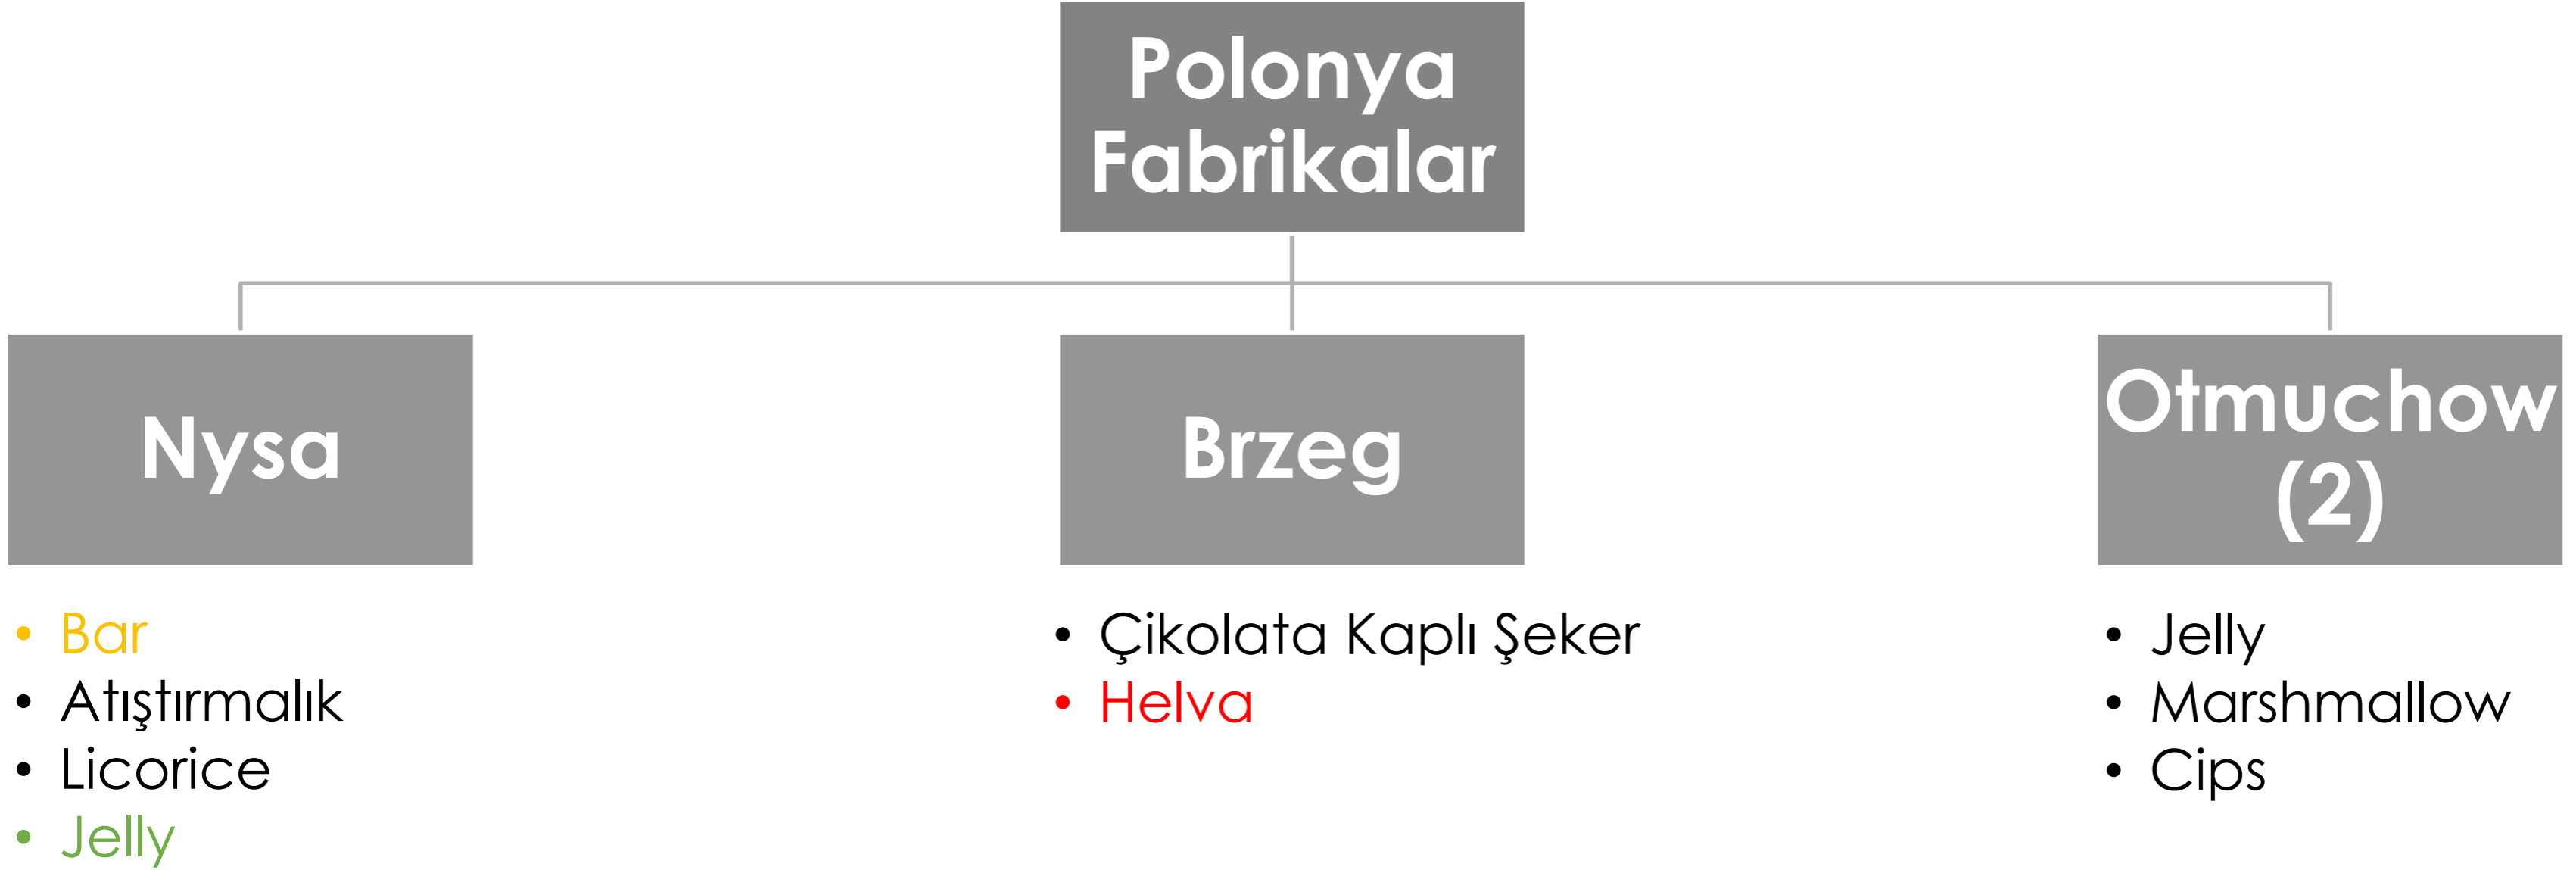 Polonya
Fabrikalar
Nysa
• Bar
• Atıştırmalık
• Licorice
• Jelly
Brzeg
• Çikolata Kaplı Şeker
• Helva
Otmuchow
(2)
• Jelly
• Marshmallow
• Cips